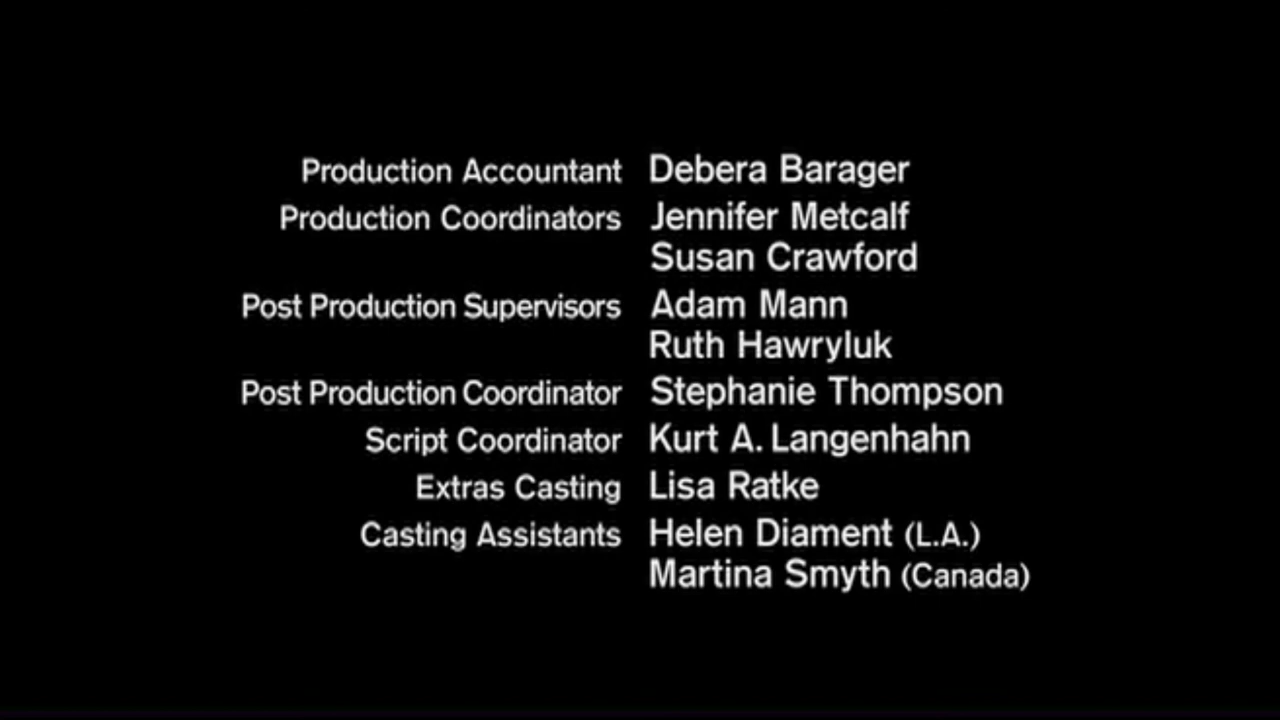 Production Accountant Debera Barager
Production Coordinators Jennifer Metcalf
Susan Crawford
Post Production Supervisors Adam Mann
Ruth Hawryluk
Post Production Coordinator Stephanie Thompson
Script Coordinator Kurt A. Langenhahn
Extras Casting Lisa Ratke
Casting Assistants Helen Diament (L.A.)
Martina Smyth (Canada)